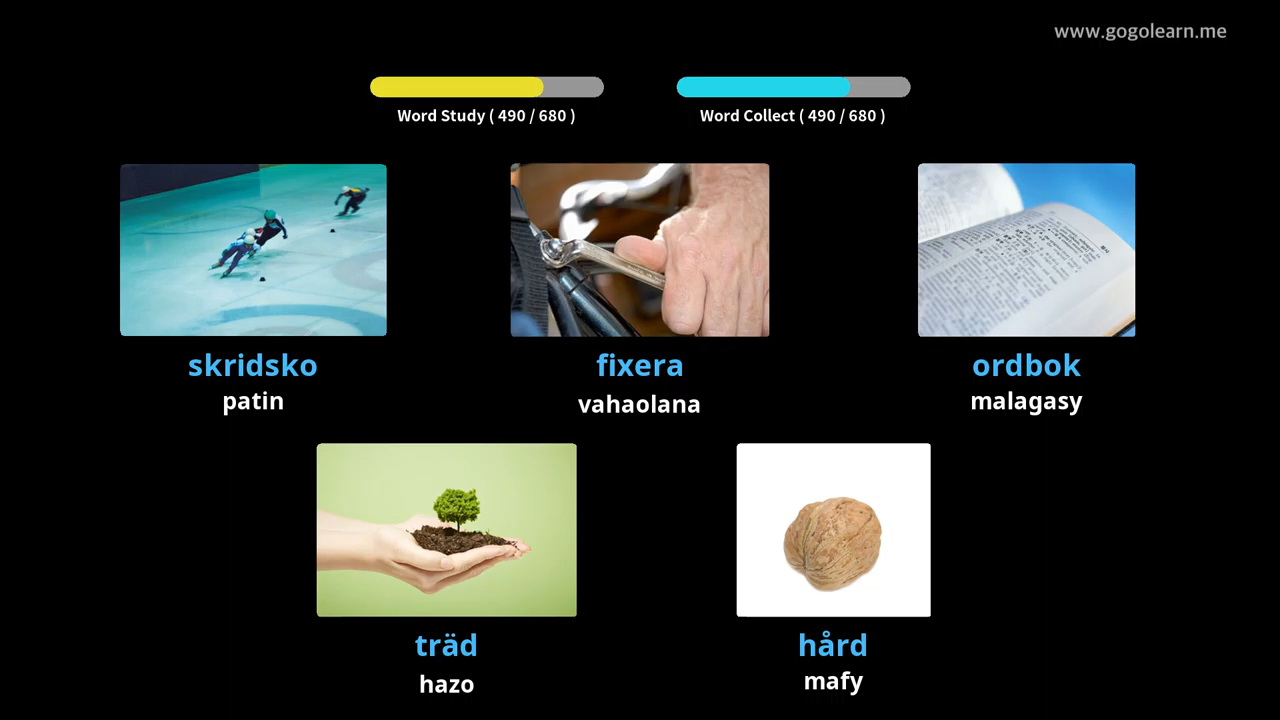 www.gogolearn.me
Word Study ( 490 / 680 )
Word Collect ( 490 / 680 )
skridsko
patin
fixera
vahaolana
ordbok
malagasy
träd
hazo
hård
mafy